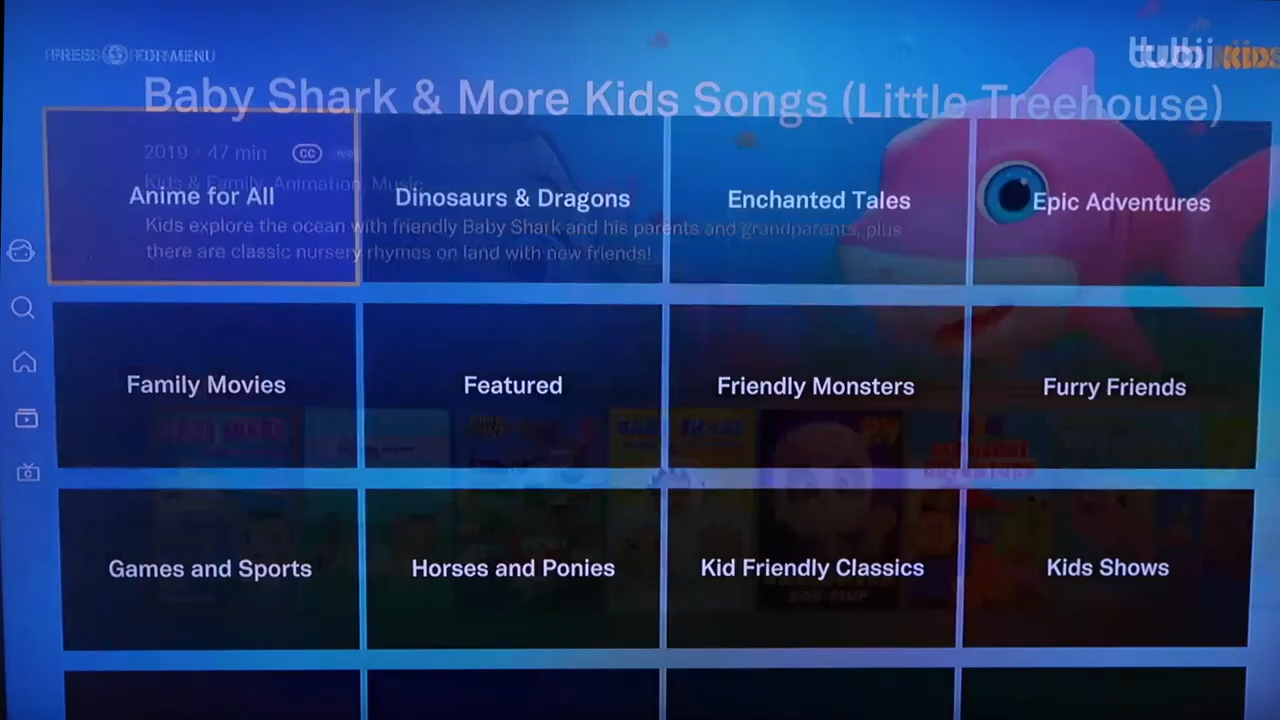 PRESS FOR MENU
tubi KIDS
Baby Shark & More Kids Songs (Little Treehouse)
2019 · 47 min CC
Kids & Family, Animation, Music
Anime for All
Dinosaurs & Dragons
Enchanted Tales
Epic Adventures
Kids explore the ocean with friendly Baby Shark and his parents and grandparents, plus
there are classic nursery rhymes on land with new friends!
Family Movies
Featured
Friendly Monsters
Furry Friends
Games and Sports
Horses and Ponies
Kid Friendly Classics
Kids Shows